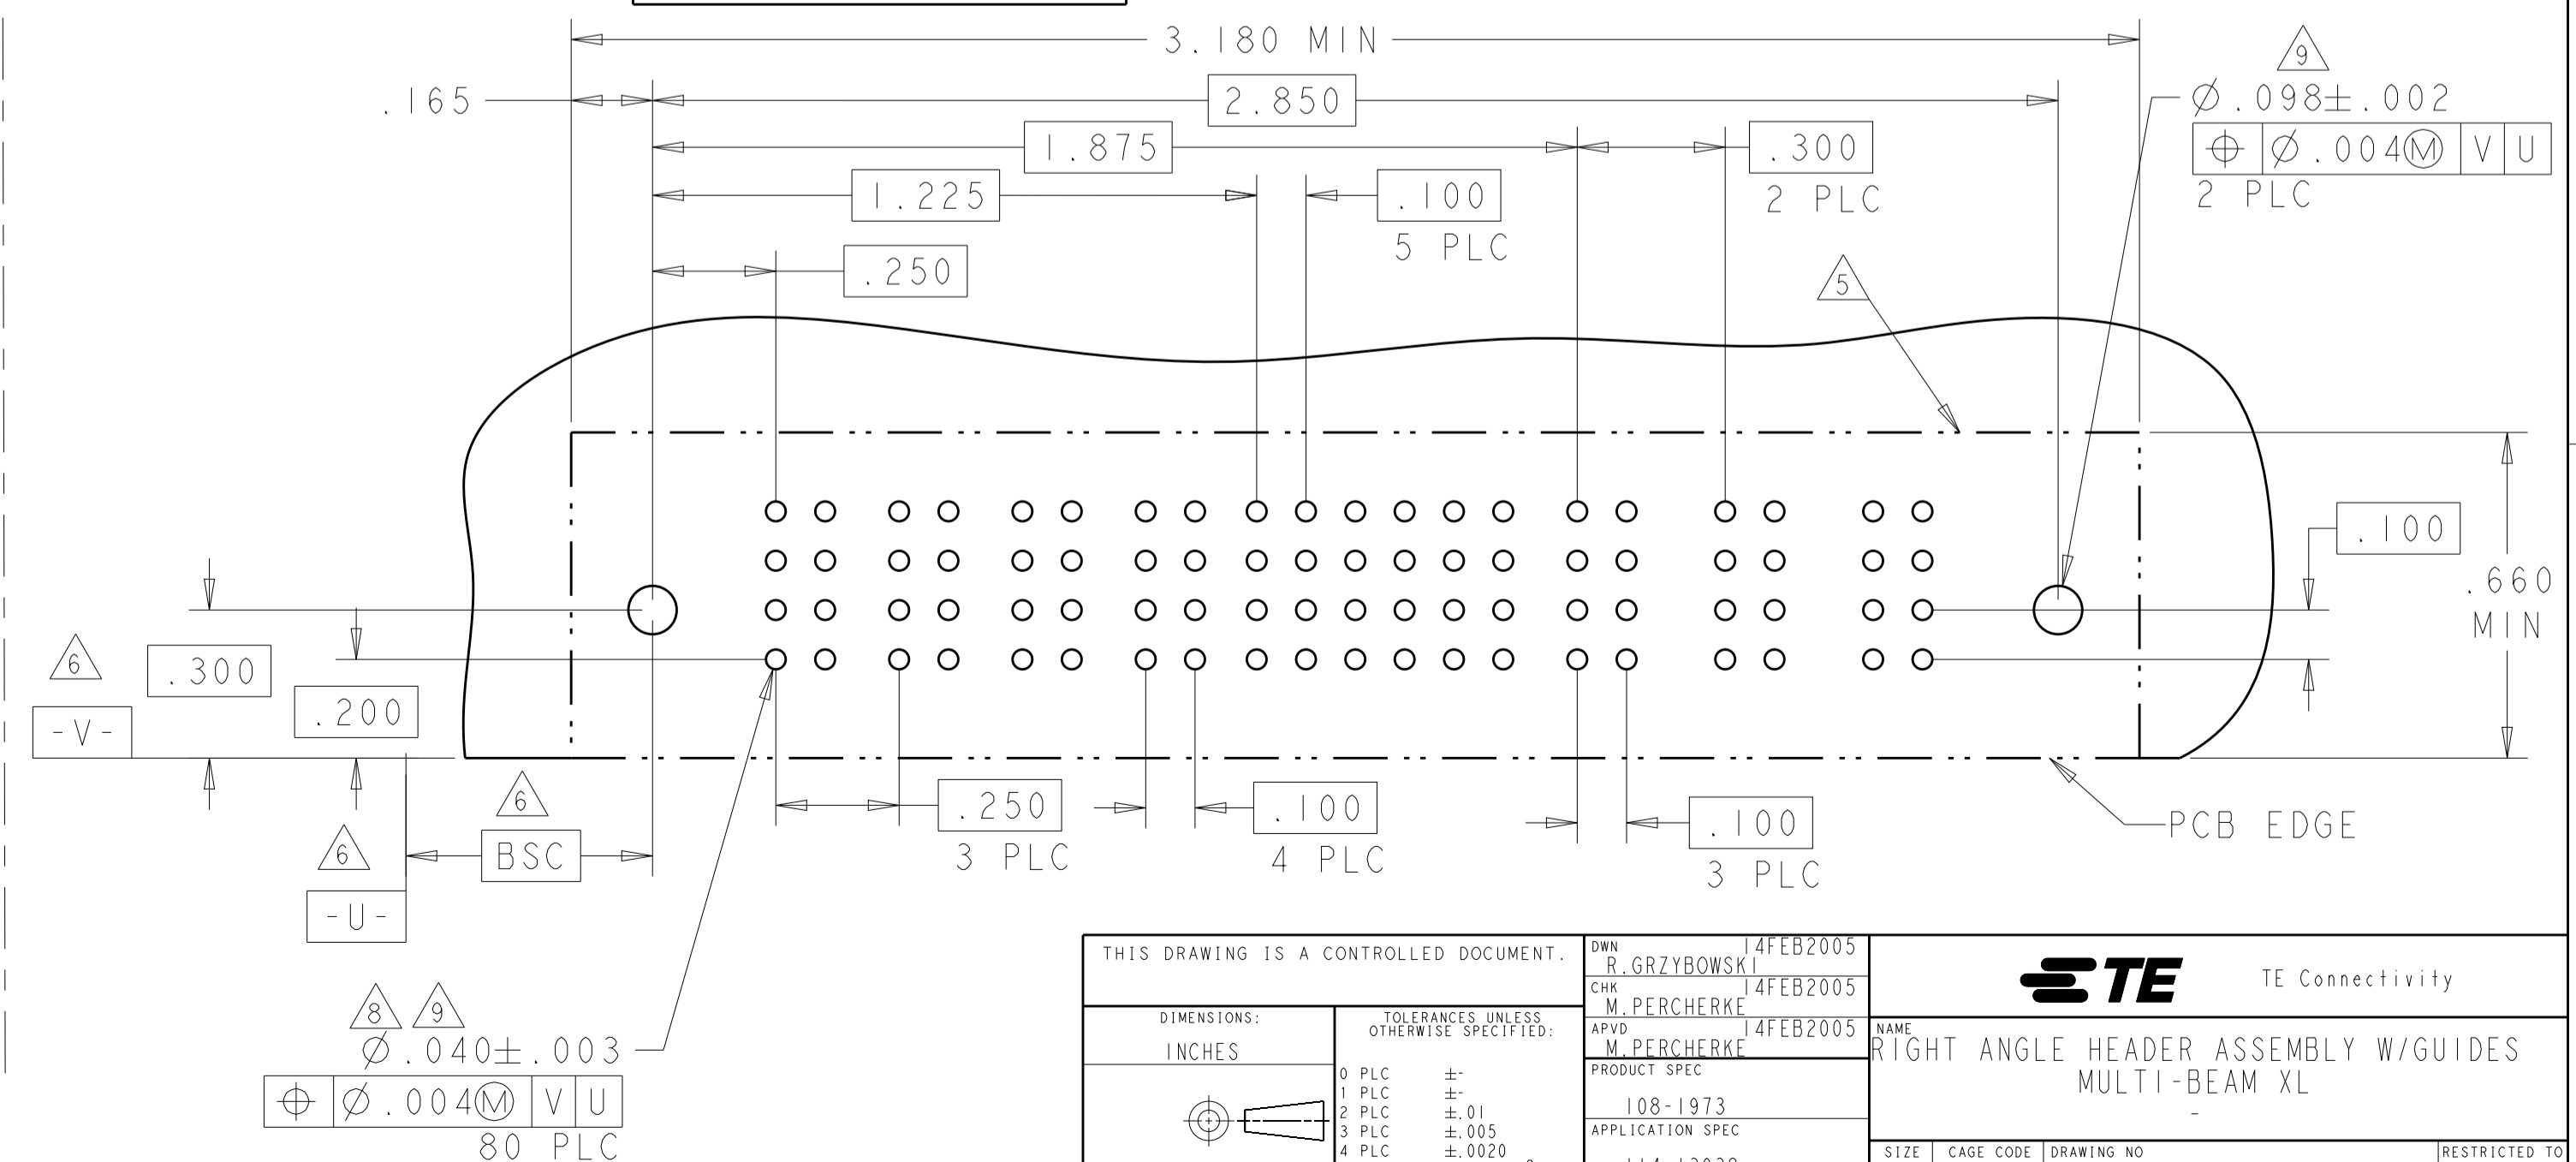 3.180 MIN
.165
2.850
1.875
.300
2 PLC
1.225
.100
5 PLC
.250
9
Ø.098±.002
⌖ Ø.004Ⓜ V U
2 PLC
5
.100
.660
MIN
6
.300
-V-
.200
6
BSC
6
-U-
.250
3 PLC
.100
4 PLC
.100
3 PLC
PCB EDGE
8 9
Ø.040±.003
⌖ Ø.004Ⓜ V U
80 PLC
THIS DRAWING IS A CONTROLLED DOCUMENT.
DIMENSIONS:
INCHES
TOLERANCES UNLESS
OTHERWISE SPECIFIED:
0 PLC ±-
1 PLC ±-
2 PLC ±.01
3 PLC ±.005
4 PLC ±.0020
DWN 14FEB2005
R.GRZYBOWSKI
CHK 14FEB2005
M.PERCHERKE
APVD 14FEB2005
M.PERCHERKE
PRODUCT SPEC
108-1973
APPLICATION SPEC
TE TE Connectivity
NAME
RIGHT ANGLE HEADER ASSEMBLY W/GUIDES
MULTI-BEAM XL
-
SIZE CAGE CODE DRAWING NO RESTRICTED TO